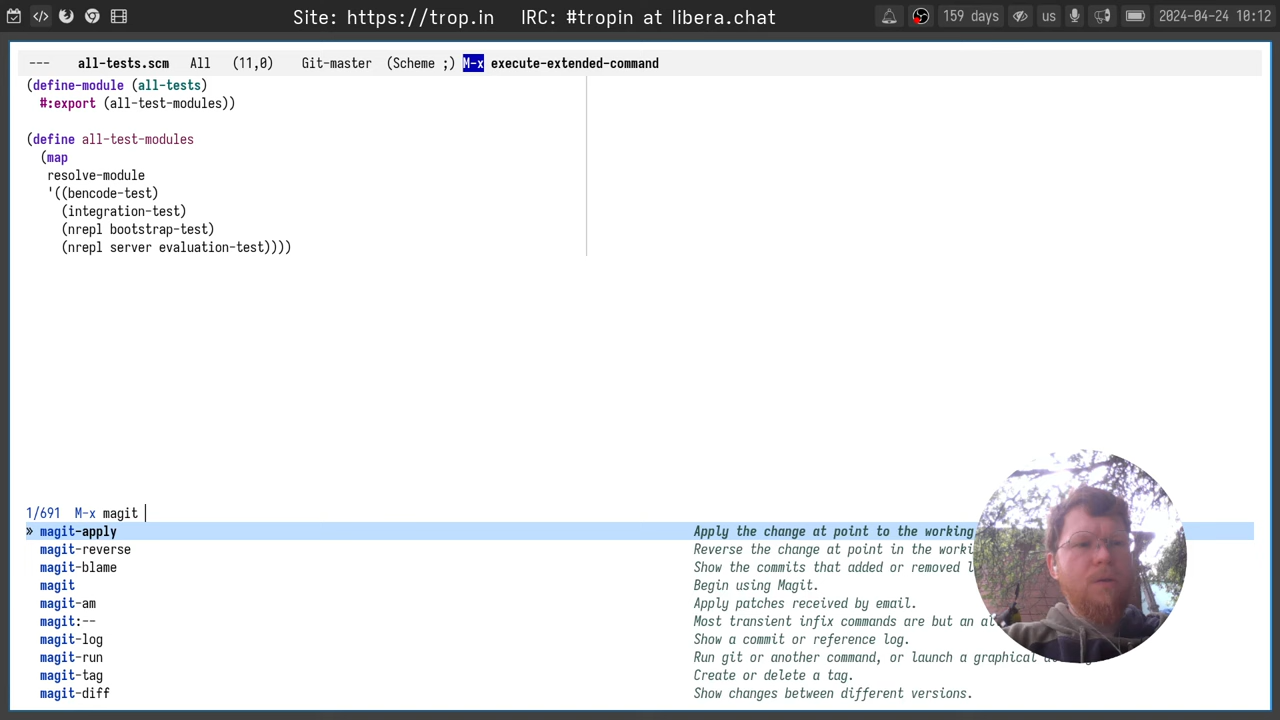 Site: https://trop.in IRC: #tropin at libera.chat 159 days us 2024-04-24 10:12
--- all-tests.scm All (11,0) Git-master (Scheme ;) M-x execute-extended-command
(define-module (all-tests)
#:export (all-test-modules))
(define all-test-modules
(map
resolve-module
'((bencode-test)
(integration-test)
(nrepl bootstrap-test)
(nrepl server evaluation-test))))
1/691 M-x magit
» magit-apply Apply the change at point to the working
magit-reverse Reverse the change at point in the
magit-blame Show the commits that added or removed
magit Begin using Magit.
magit-am Apply patches received by email.
magit:-- Most transient infix commands are but an
magit-log Show a commit or reference log.
magit-run Run git or another command, or launch a graphical
magit-tag Create or delete a tag.
magit-diff Show changes between different versions.